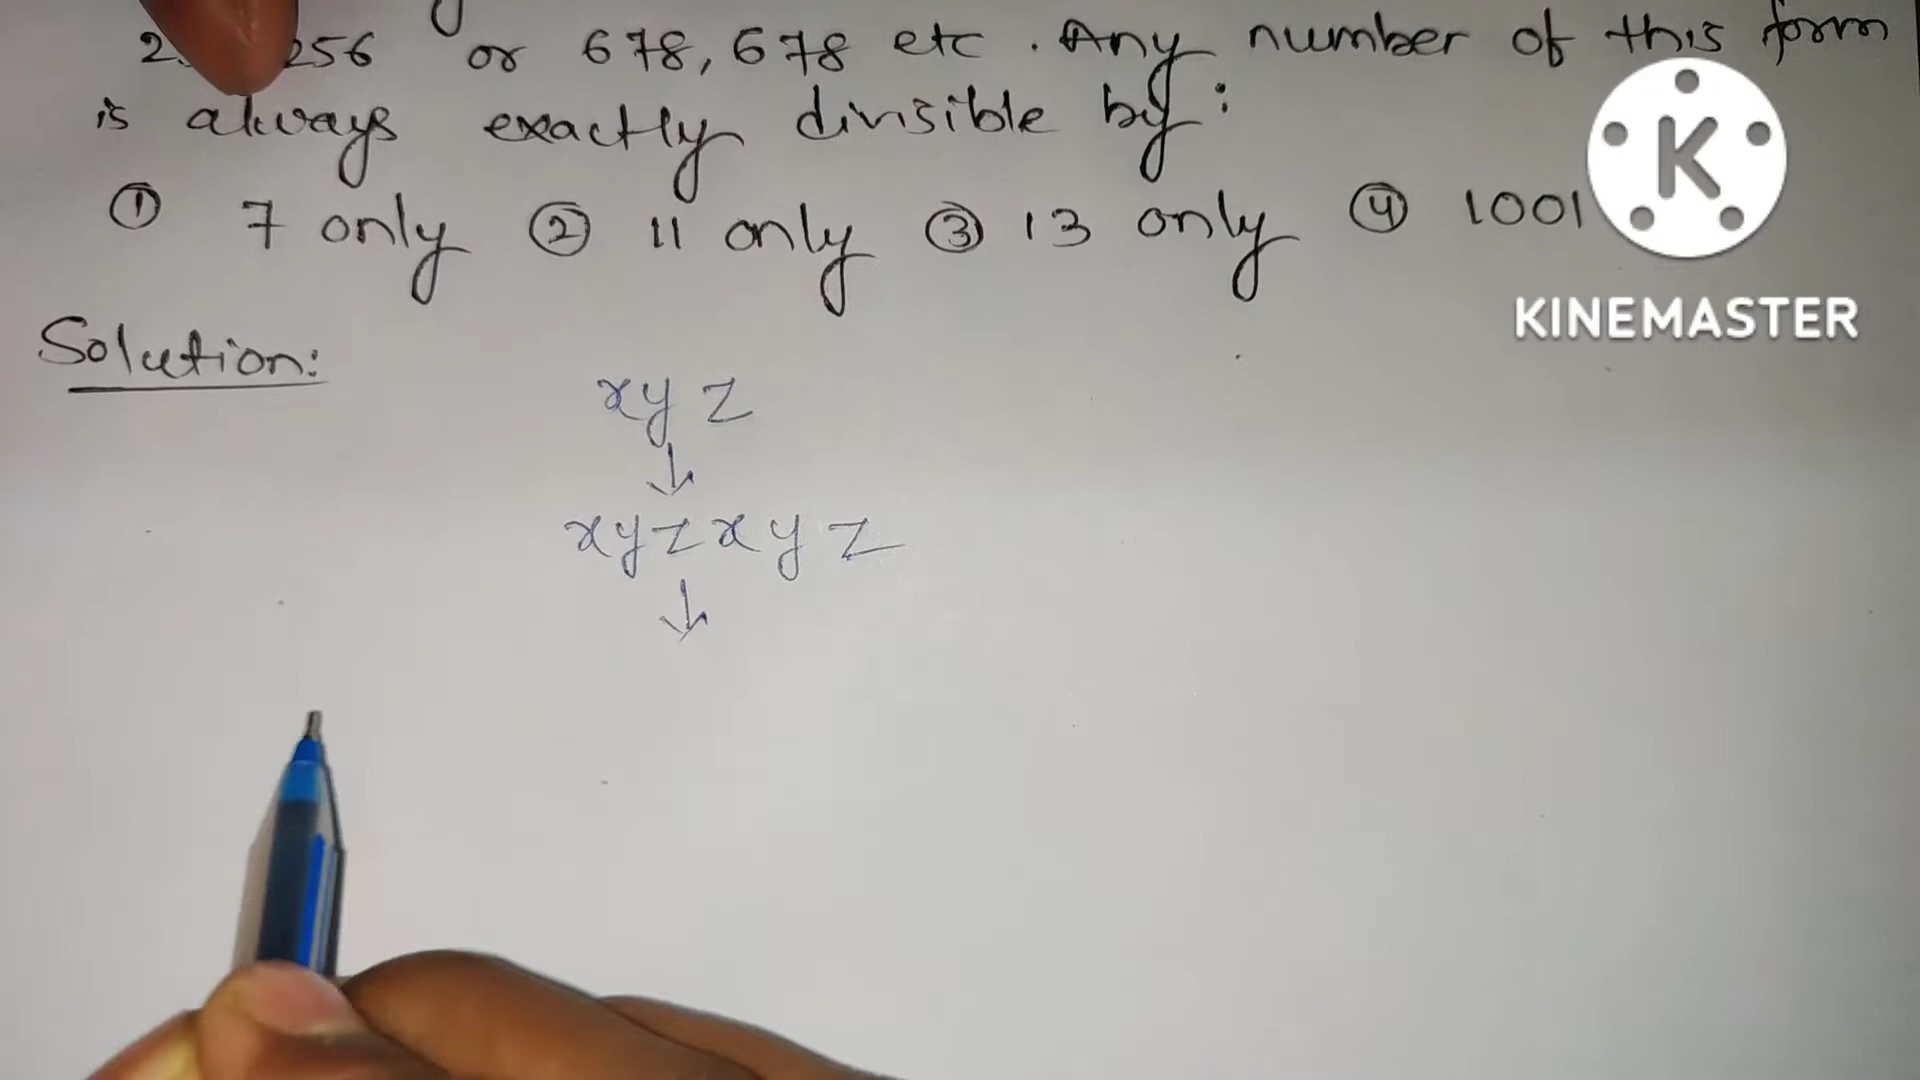 256 or 678, 678 etc. Any number of this form
is always exactly divisible by:
① 7 only ② 11 only ③ 13 only ④ 1001
K
KINEMASTER
Solution:
xyz
↓
xyzxyz
↓